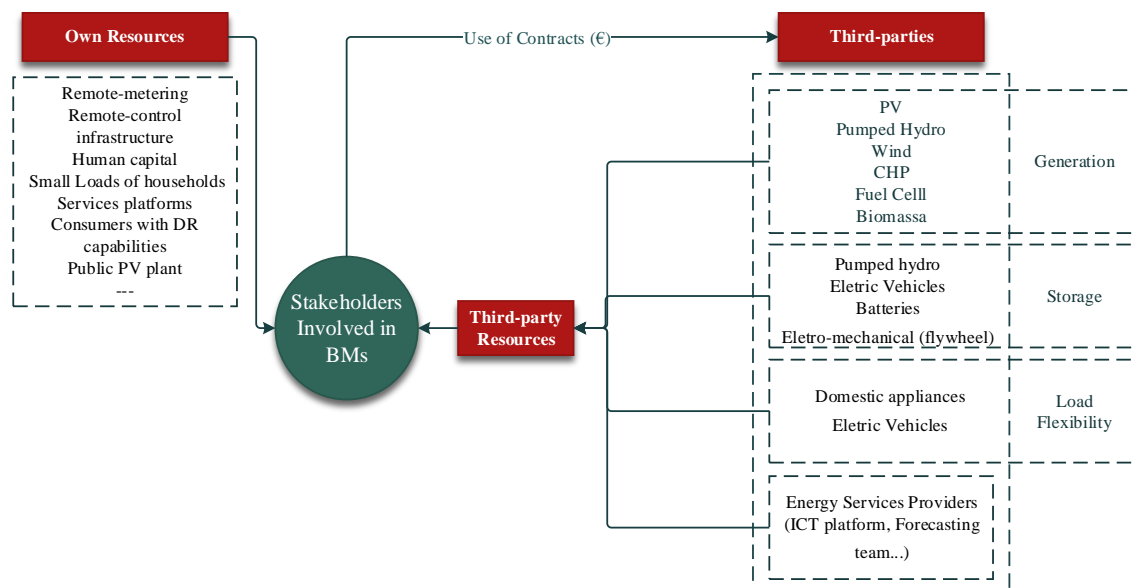 Own Resources
Remote-metering
Remote-control
infrastructure
Human capital
Small Loads of households
Services platforms
Consumers with DR
capabilities
Public PV plant
---
Use of Contracts (€)
Stakeholders
Involved in
BMs
Third-party
Resources
Third-parties
PV
Pumped Hydro
Wind
CHP
Fuel Celll
Biomassa
Generation
Pumped hydro
Eletric Vehicles
Batteries
Eletro-mechanical (flywheel)
Storage
Domestic appliances
Eletric Vehicles
Load
Flexibility
Energy Services Providers
(ICT platform, Forecasting
team...)